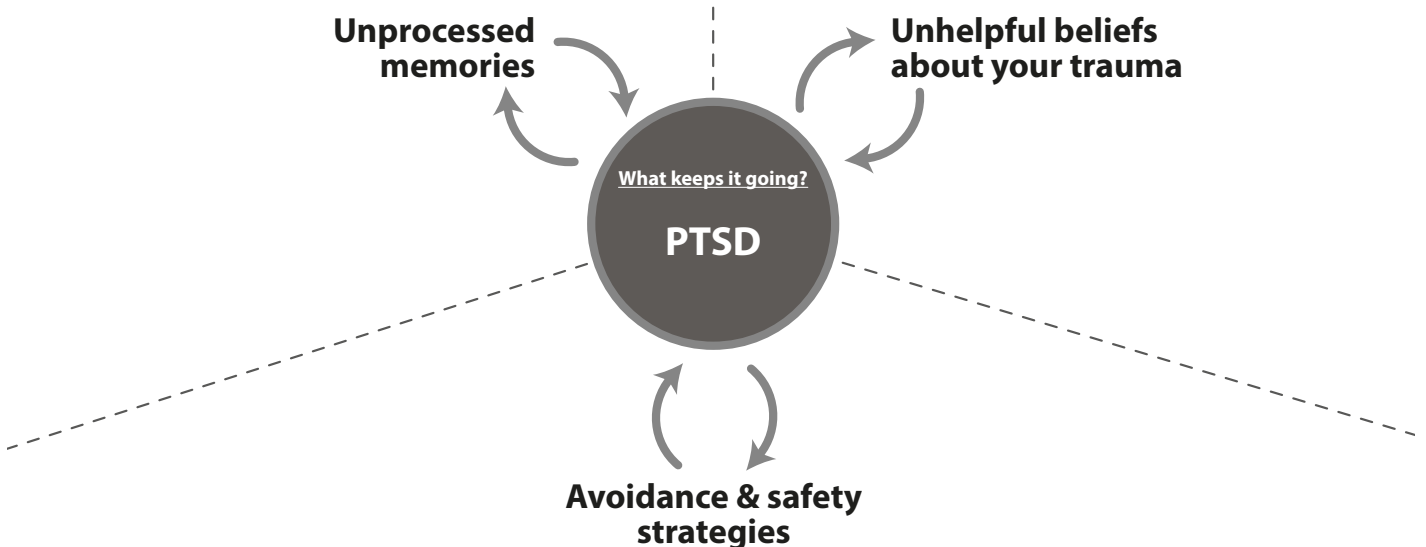 Unprocessed
memories
Unhelpful beliefs
about your trauma
What keeps it going?
PTSD
Avoidance & safety
strategies